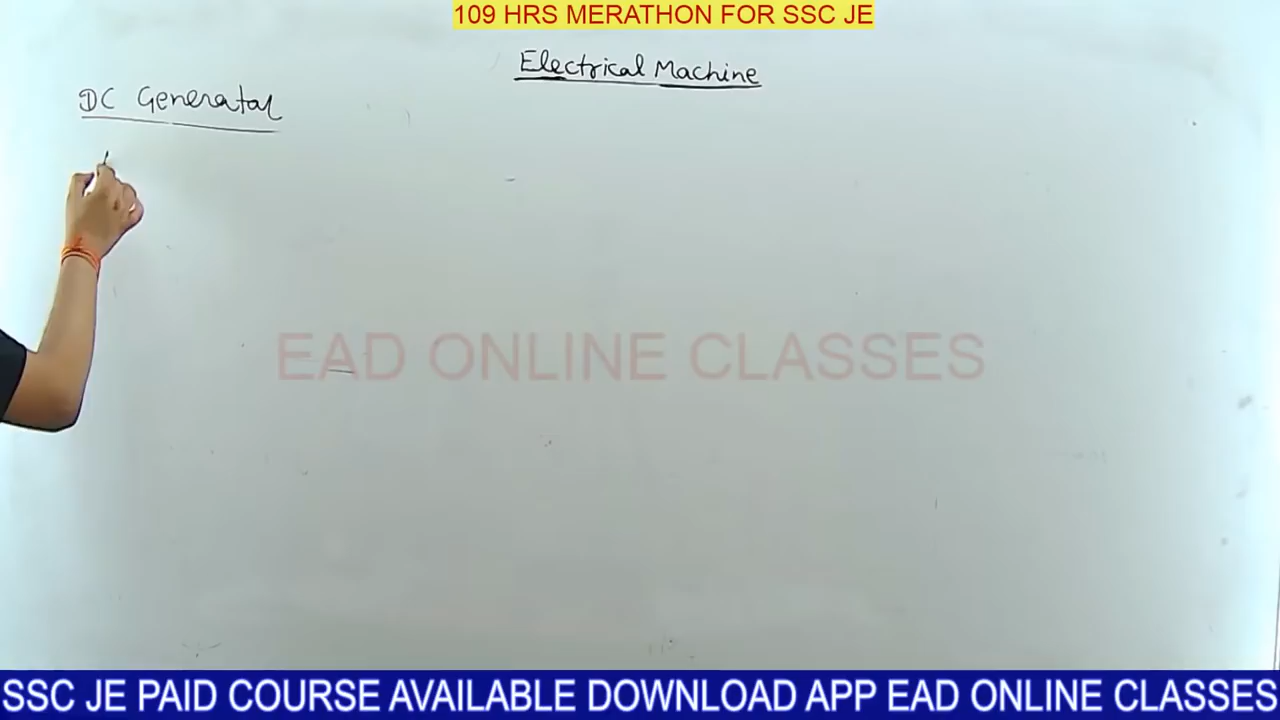 109 HRS MERATHON FOR SSC JE
Electrical Machine
DC Generator
EAD ONLINE CLASSES
SSC JE PAID COURSE AVAILABLE DOWNLOAD APP EAD ONLINE CLASSES